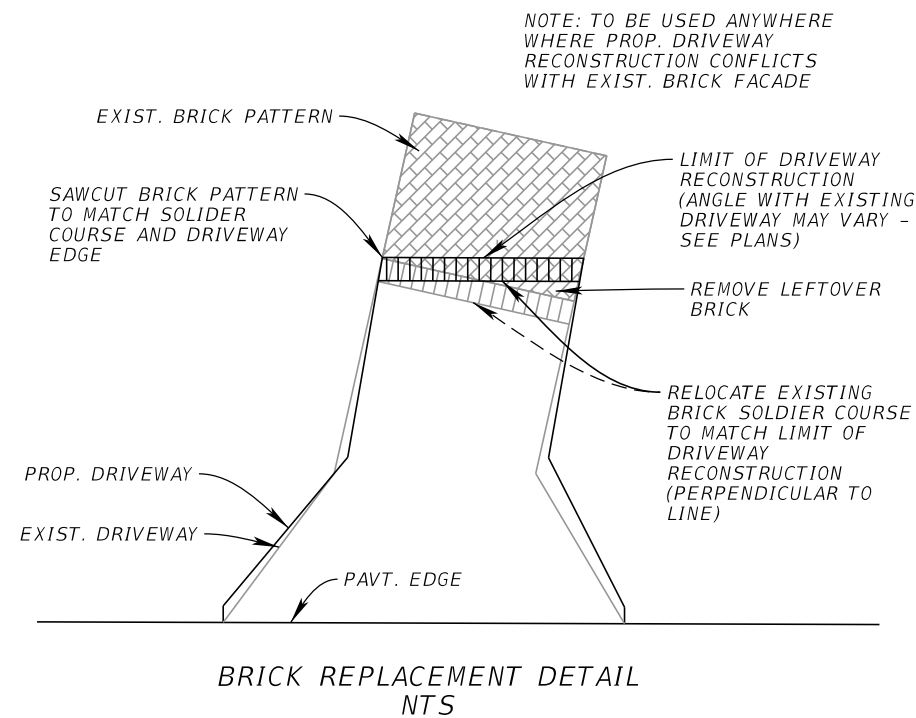 NOTE: TO BE USED ANYWHERE
WHERE PROP. DRIVEWAY
RECONSTRUCTION CONFLICTS
WITH EXIST. BRICK FACADE
EXIST. BRICK PATTERN
LIMIT OF DRIVEWAY
RECONSTRUCTION
(ANGLE WITH EXISTING
DRIVEWAY MAY VARY –
SEE PLANS)
SAWCUT BRICK PATTERN
TO MATCH SOLIDER
COURSE AND DRIVEWAY
EDGE
REMOVE LEFTOVER
BRICK
RELOCATE EXISTING
BRICK SOLDIER COURSE
TO MATCH LIMIT OF
DRIVEWAY
RECONSTRUCTION
(PERPENDICULAR TO
LINE)
PROP. DRIVEWAY
EXIST. DRIVEWAY
PAVT. EDGE
BRICK REPLACEMENT DETAIL
NTS